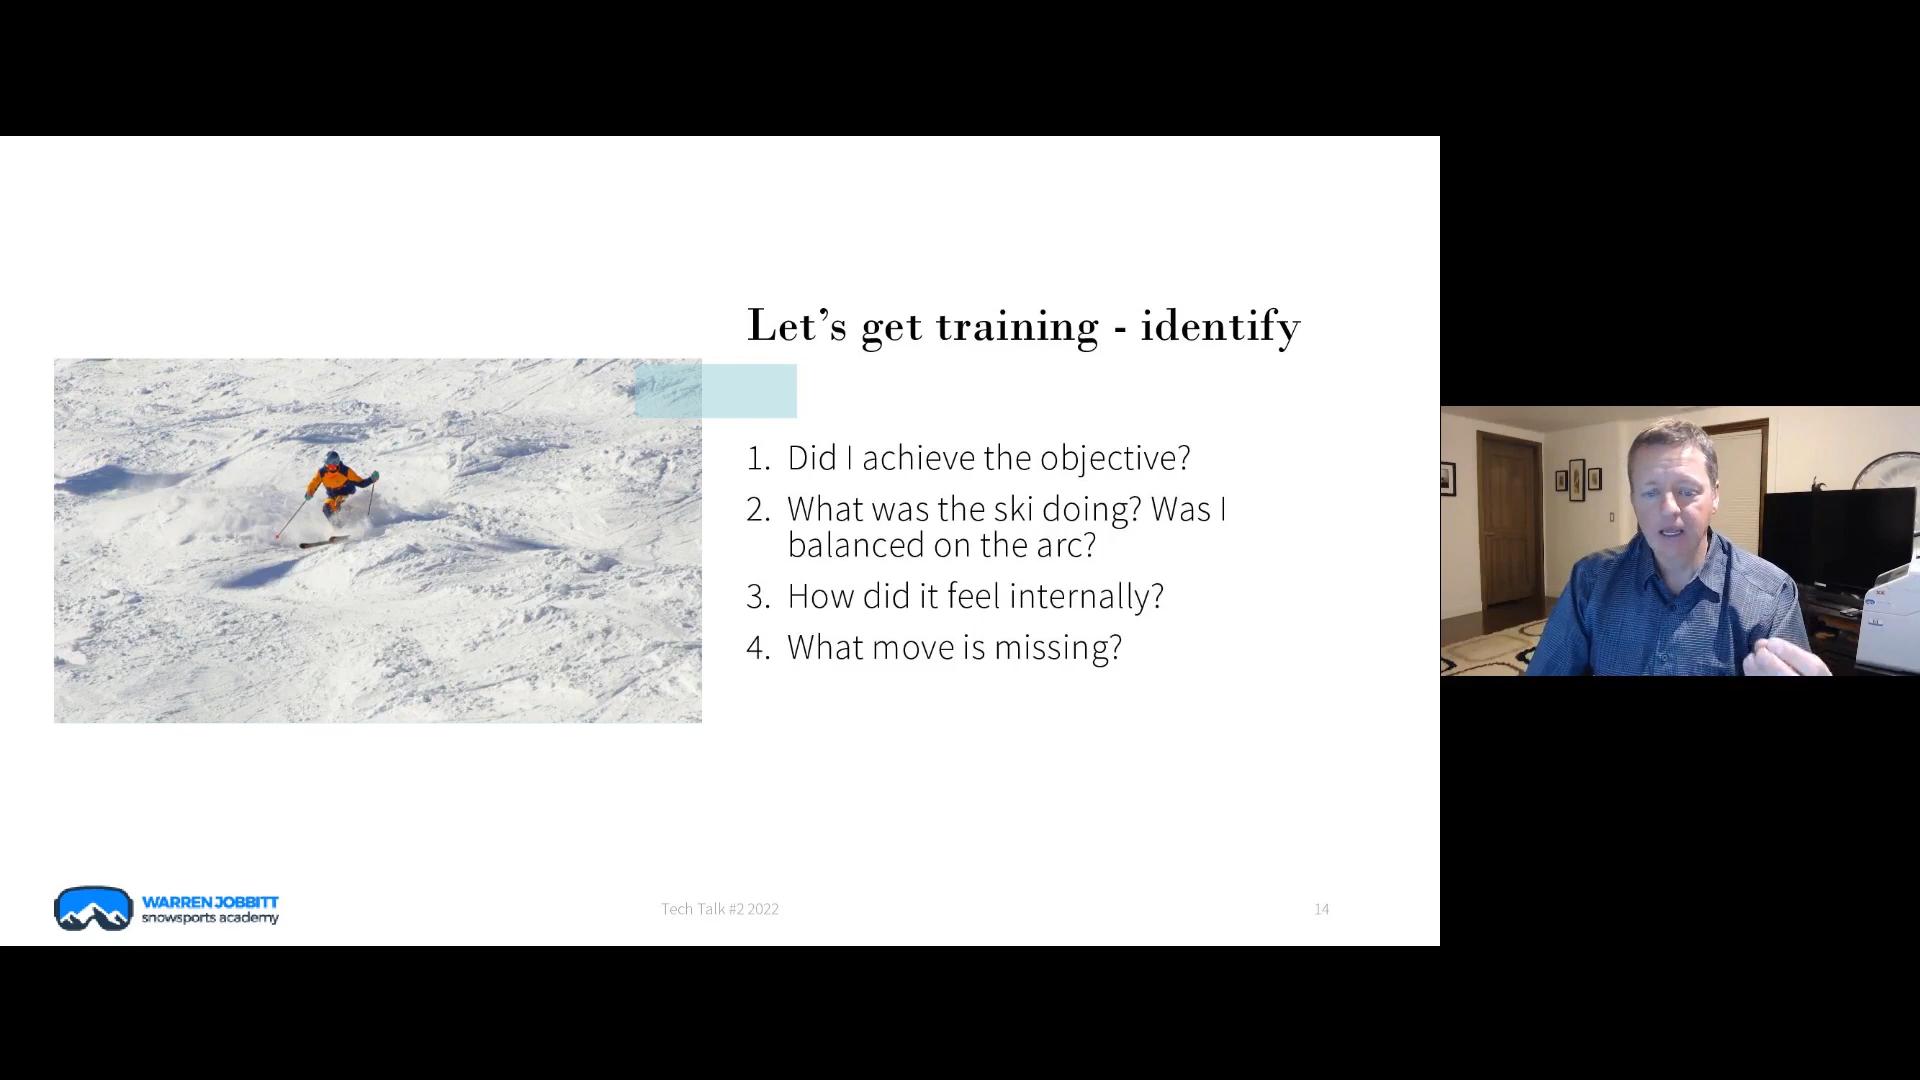 Let’s get training - identify
1. Did I achieve the objective?
2. What was the ski doing? Was I
balanced on the arc?
3. How did it feel internally?
4. What move is missing?
WARREN JOBBITT
snowsports academy
Tech Talk #2 2022
14